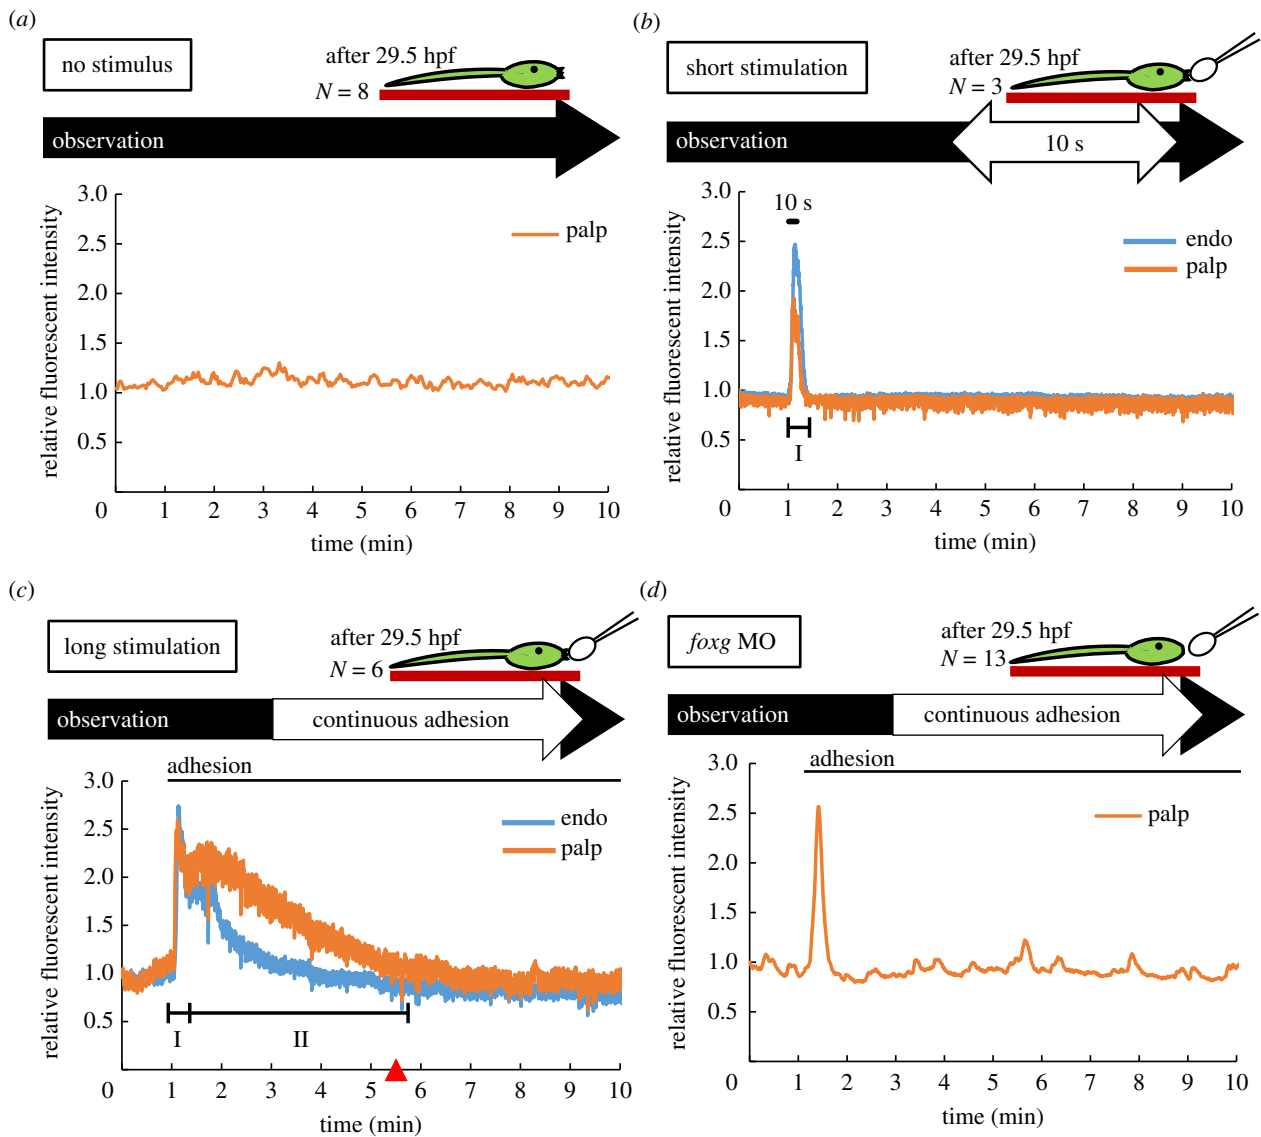 (a)
no stimulus
after 29.5 hpf
N = 8
observation
3.0
2.5
2.0
1.5
1.0
0.5
0
1
2
3
4
5
6
7
8
9
10
relative fluorescent intensity
time (min)
palp
(b)
short stimulation
after 29.5 hpf
N = 3
observation
10 s
3.0
2.5
2.0
1.5
1.0
0.5
0
1
2
3
4
5
6
7
8
9
10
relative fluorescent intensity
time (min)
10 s
endo
palp
I
(c)
long stimulation
after 29.5 hpf
N = 6
observation
continuous adhesion
adhesion
3.0
2.5
2.0
1.5
1.0
0.5
0
1
2
3
4
5
6
7
8
9
10
relative fluorescent intensity
time (min)
endo
palp
I
II
(d)
foxg MO
after 29.5 hpf
N = 13
observation
continuous adhesion
adhesion
3.0
2.5
2.0
1.5
1.0
0.5
0
1
2
3
4
5
6
7
8
9
10
relative fluorescent intensity
time (min)
palp